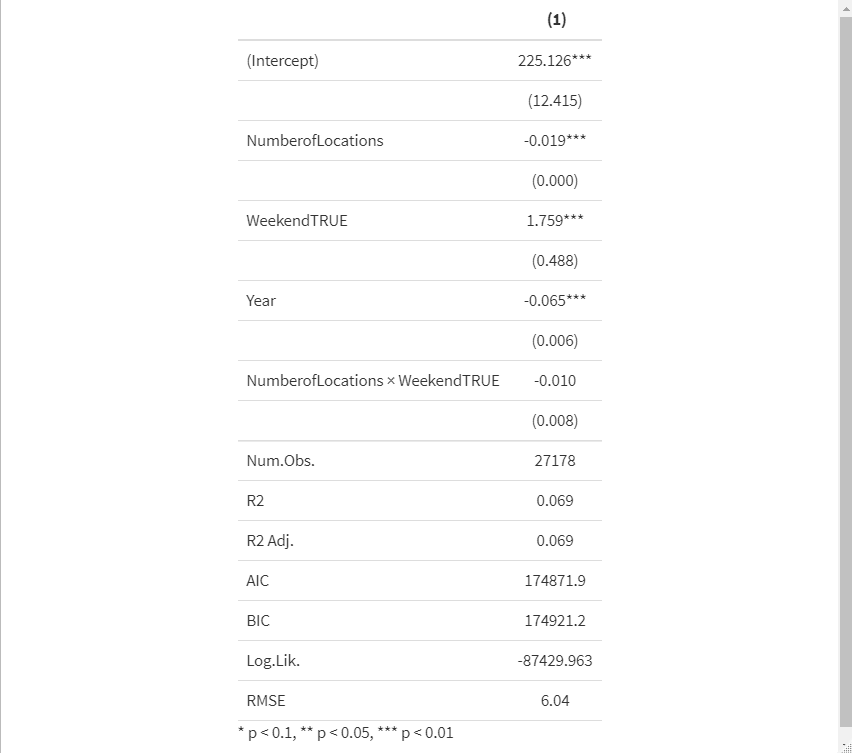 (1)
(Intercept) 225.126***
(12.415)
NumberofLocations -0.019***
(0.000)
WeekendTRUE 1.759***
(0.488)
Year -0.065***
(0.006)
NumberofLocations × WeekendTRUE -0.010
(0.008)
Num.Obs. 27178
R2 0.069
R2 Adj. 0.069
AIC 174871.9
BIC 174921.2
Log.Lik. -87429.963
RMSE 6.04
* p < 0.1, ** p < 0.05, *** p < 0.01